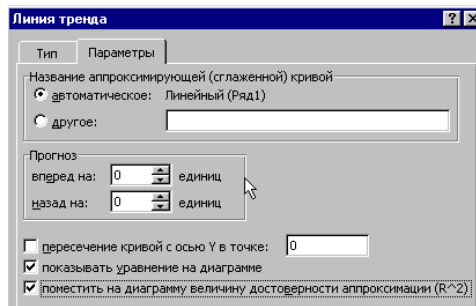 Линия тренда
Тип Параметры
Название аппроксимирующей (сглаженной) кривой
автоматическое: Линейный (Ряд1)
другое:
Прогноз
вперед на: 0 единиц
назад на: 0 единиц
пересечение кривой с осью Y в точке: 0
показывать уравнение на диаграмме
поместить на диаграмму величину достоверности аппроксимации (R^2)